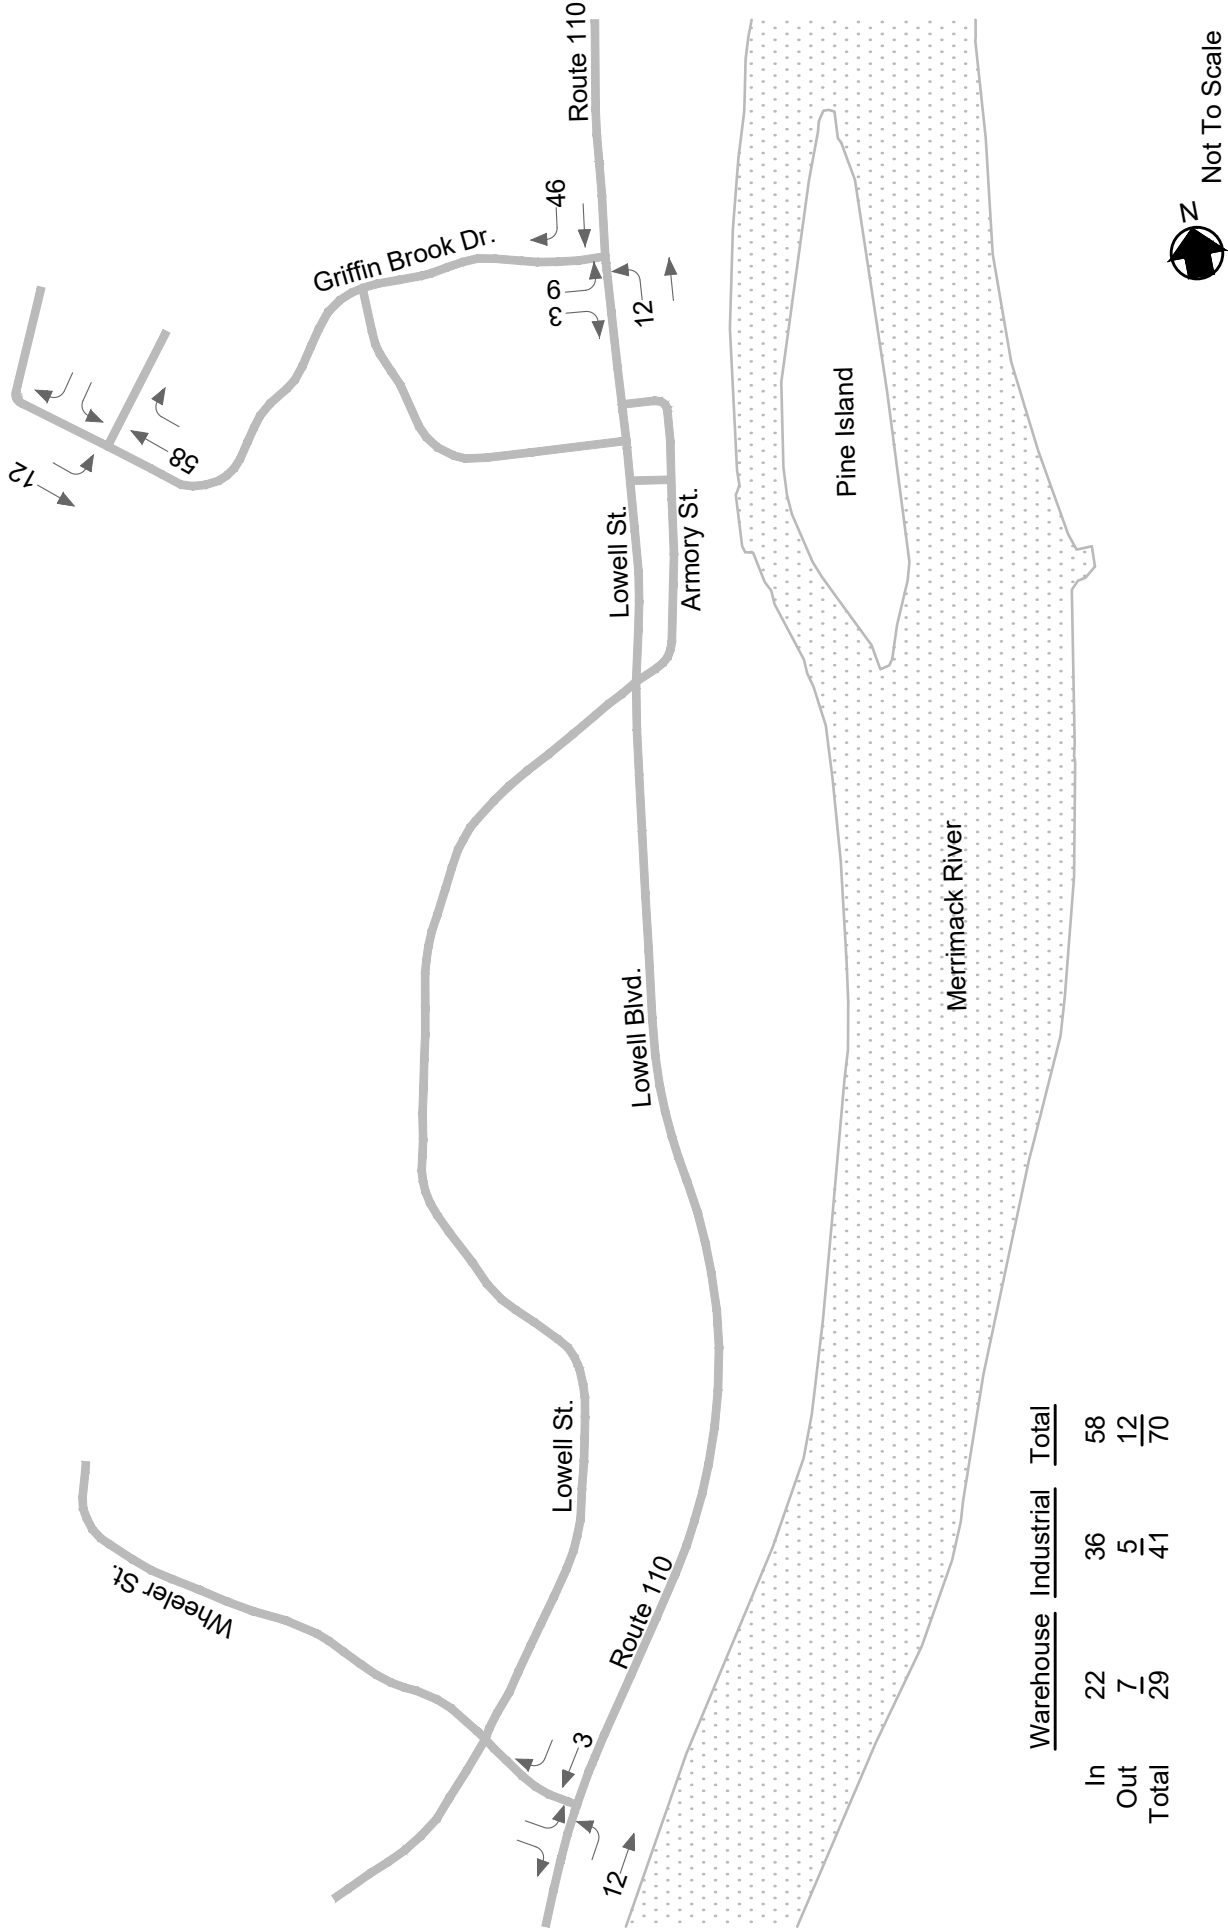 Route 110
46
Griffin Brook Dr.
9
3
12
58
12
Pine Island
Lowell St.
Armory St.
Merrimack River
Lowell Blvd.
Lowell St.
Wheeler St.
Route 110
3
12
Warehouse Industrial Total
In 22 36 58
Out 7 5 12
Total 29 41 70
N
Not To Scale